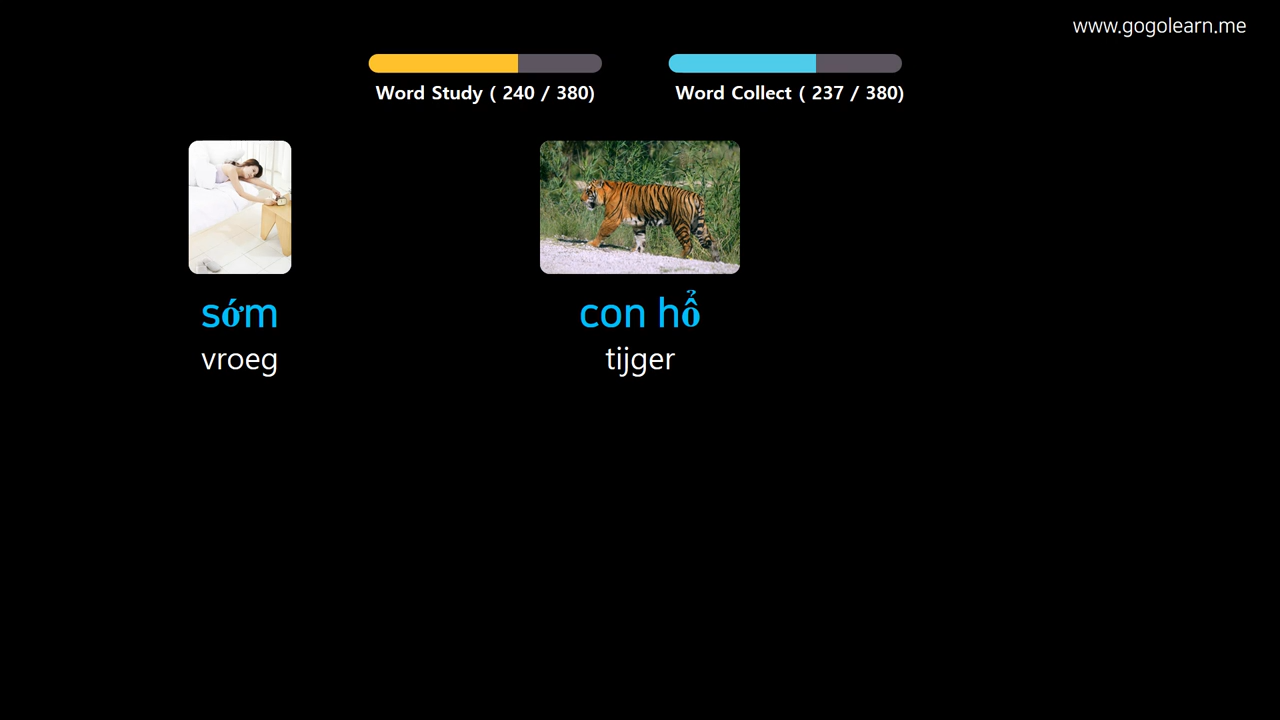 www.gogolearn.me
Word Study ( 240 / 380)
Word Collect ( 237 / 380)
sớm
vroeg
con hổ
tijger